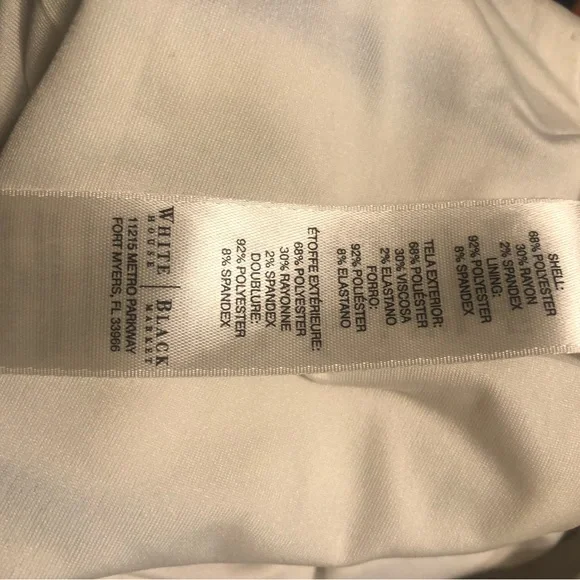 SHELL:
68% POLYESTER
30% RAYON
2% SPANDEX
LINING:
92% POLYESTER
8% SPANDEX
TELA EXTERIOR:
68% POLIÉSTER
30% VISCOSA
2% ELASTANO
FORRO:
92% POLIÉSTER
8% ELASTANO
ÉTOFFE EXTÉRIEURE:
68% POLYESTER
30% RAYONNE
2% SPANDEX
DOUBLURE:
92% POLYESTER
8% SPANDEX
WHITE | BLACK
HOUSE | MARKET
11215 METRO PARKWAY
FORT MYERS, FL 33966